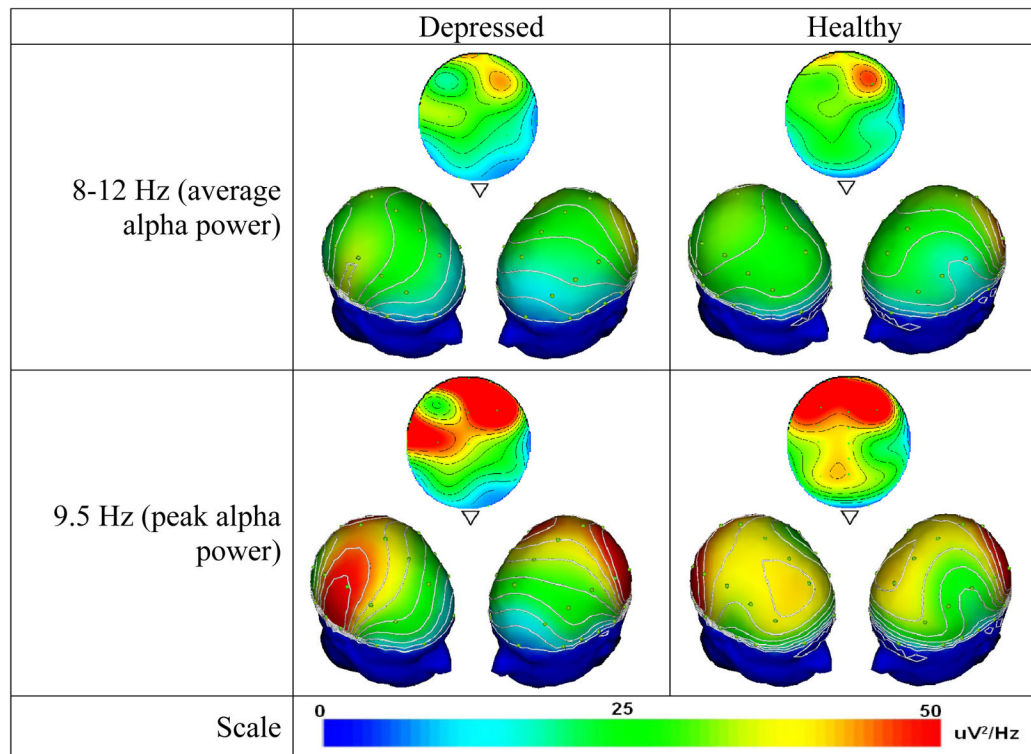 Depressed
Healthy
8-12 Hz (average
alpha power)
9.5 Hz (peak alpha
power)
Scale
0
25
50
uV²/Hz